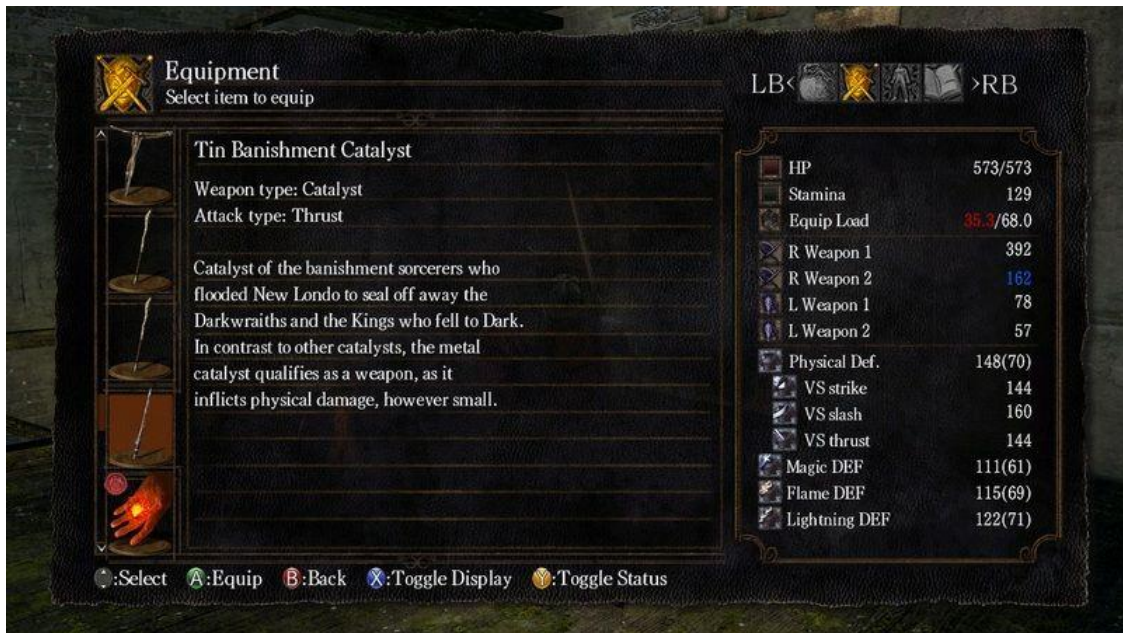 Equipment
Select item to equip
LB<
>RB
Tin Banishment Catalyst
Weapon type: Catalyst
Attack type: Thrust
Catalyst of the banishment sorcerers who
flooded New Londo to seal off away the
Darkwraiths and the Kings who fell to Dark.
In contrast to other catalysts, the metal
catalyst qualifies as a weapon, as it
inflicts physical damage, however small.
HP 573/573
Stamina 129
Equip Load 35.3/68.0
R Weapon 1 392
R Weapon 2 162
L Weapon 1 78
L Weapon 2 57
Physical Def. 148(70)
VS strike 144
VS slash 160
VS thrust 144
Magic DEF 111(61)
Flame DEF 115(69)
Lightning DEF 122(71)
:Select A:Equip B:Back X:Toggle Display Y:Toggle Status